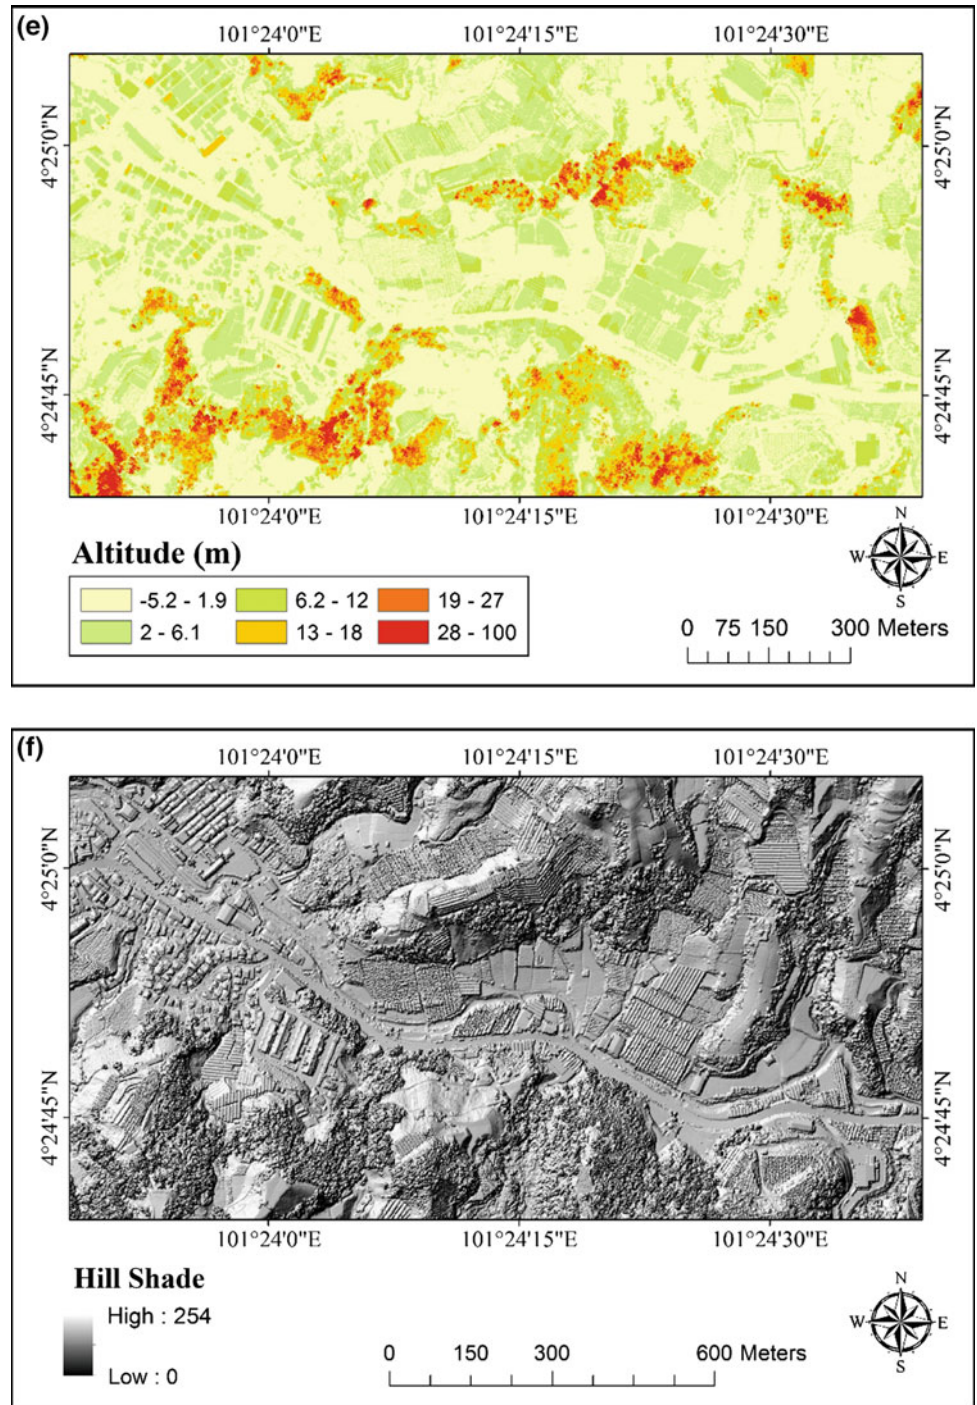 (e)
101°24'0"E 101°24'15"E 101°24'30"E
4°25'0"N 4°25'0"N
4°24'45"N 4°24'45"N
101°24'0"E 101°24'15"E 101°24'30"E
N
W E
S
Altitude (m)
-5.2 - 1.9 6.2 - 12 19 - 27
2 - 6.1 13 - 18 28 - 100
0 75 150 300 Meters
(f)
101°24'0"E 101°24'15"E 101°24'30"E
4°25'0"N 4°25'0"N
4°24'45"N 4°24'45"N
101°24'0"E 101°24'15"E 101°24'30"E
Hill Shade
High : 254
Low : 0
N
W E
S
0 150 300 600 Meters